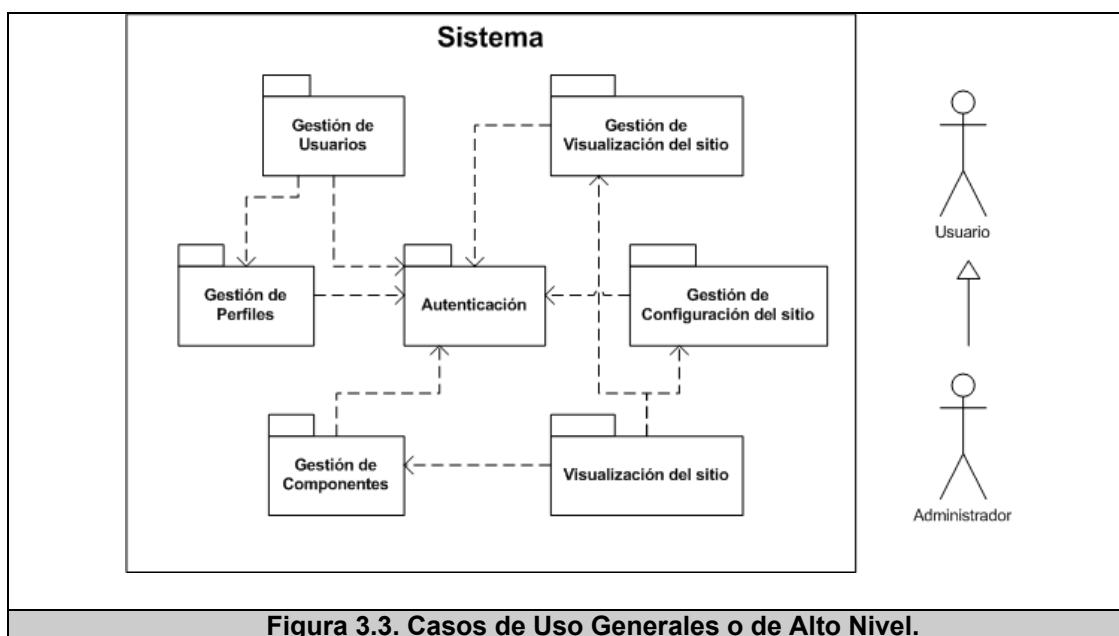 Sistema
Gestión de
Usuarios
Gestión de
Visualización del sitio
Usuario
Gestión de
Perfiles
Autenticación
Gestión de
Configuración del sitio
Gestión de
Componentes
Visualización del sitio
Administrador
Figura 3.3. Casos de Uso Generales o de Alto Nivel.